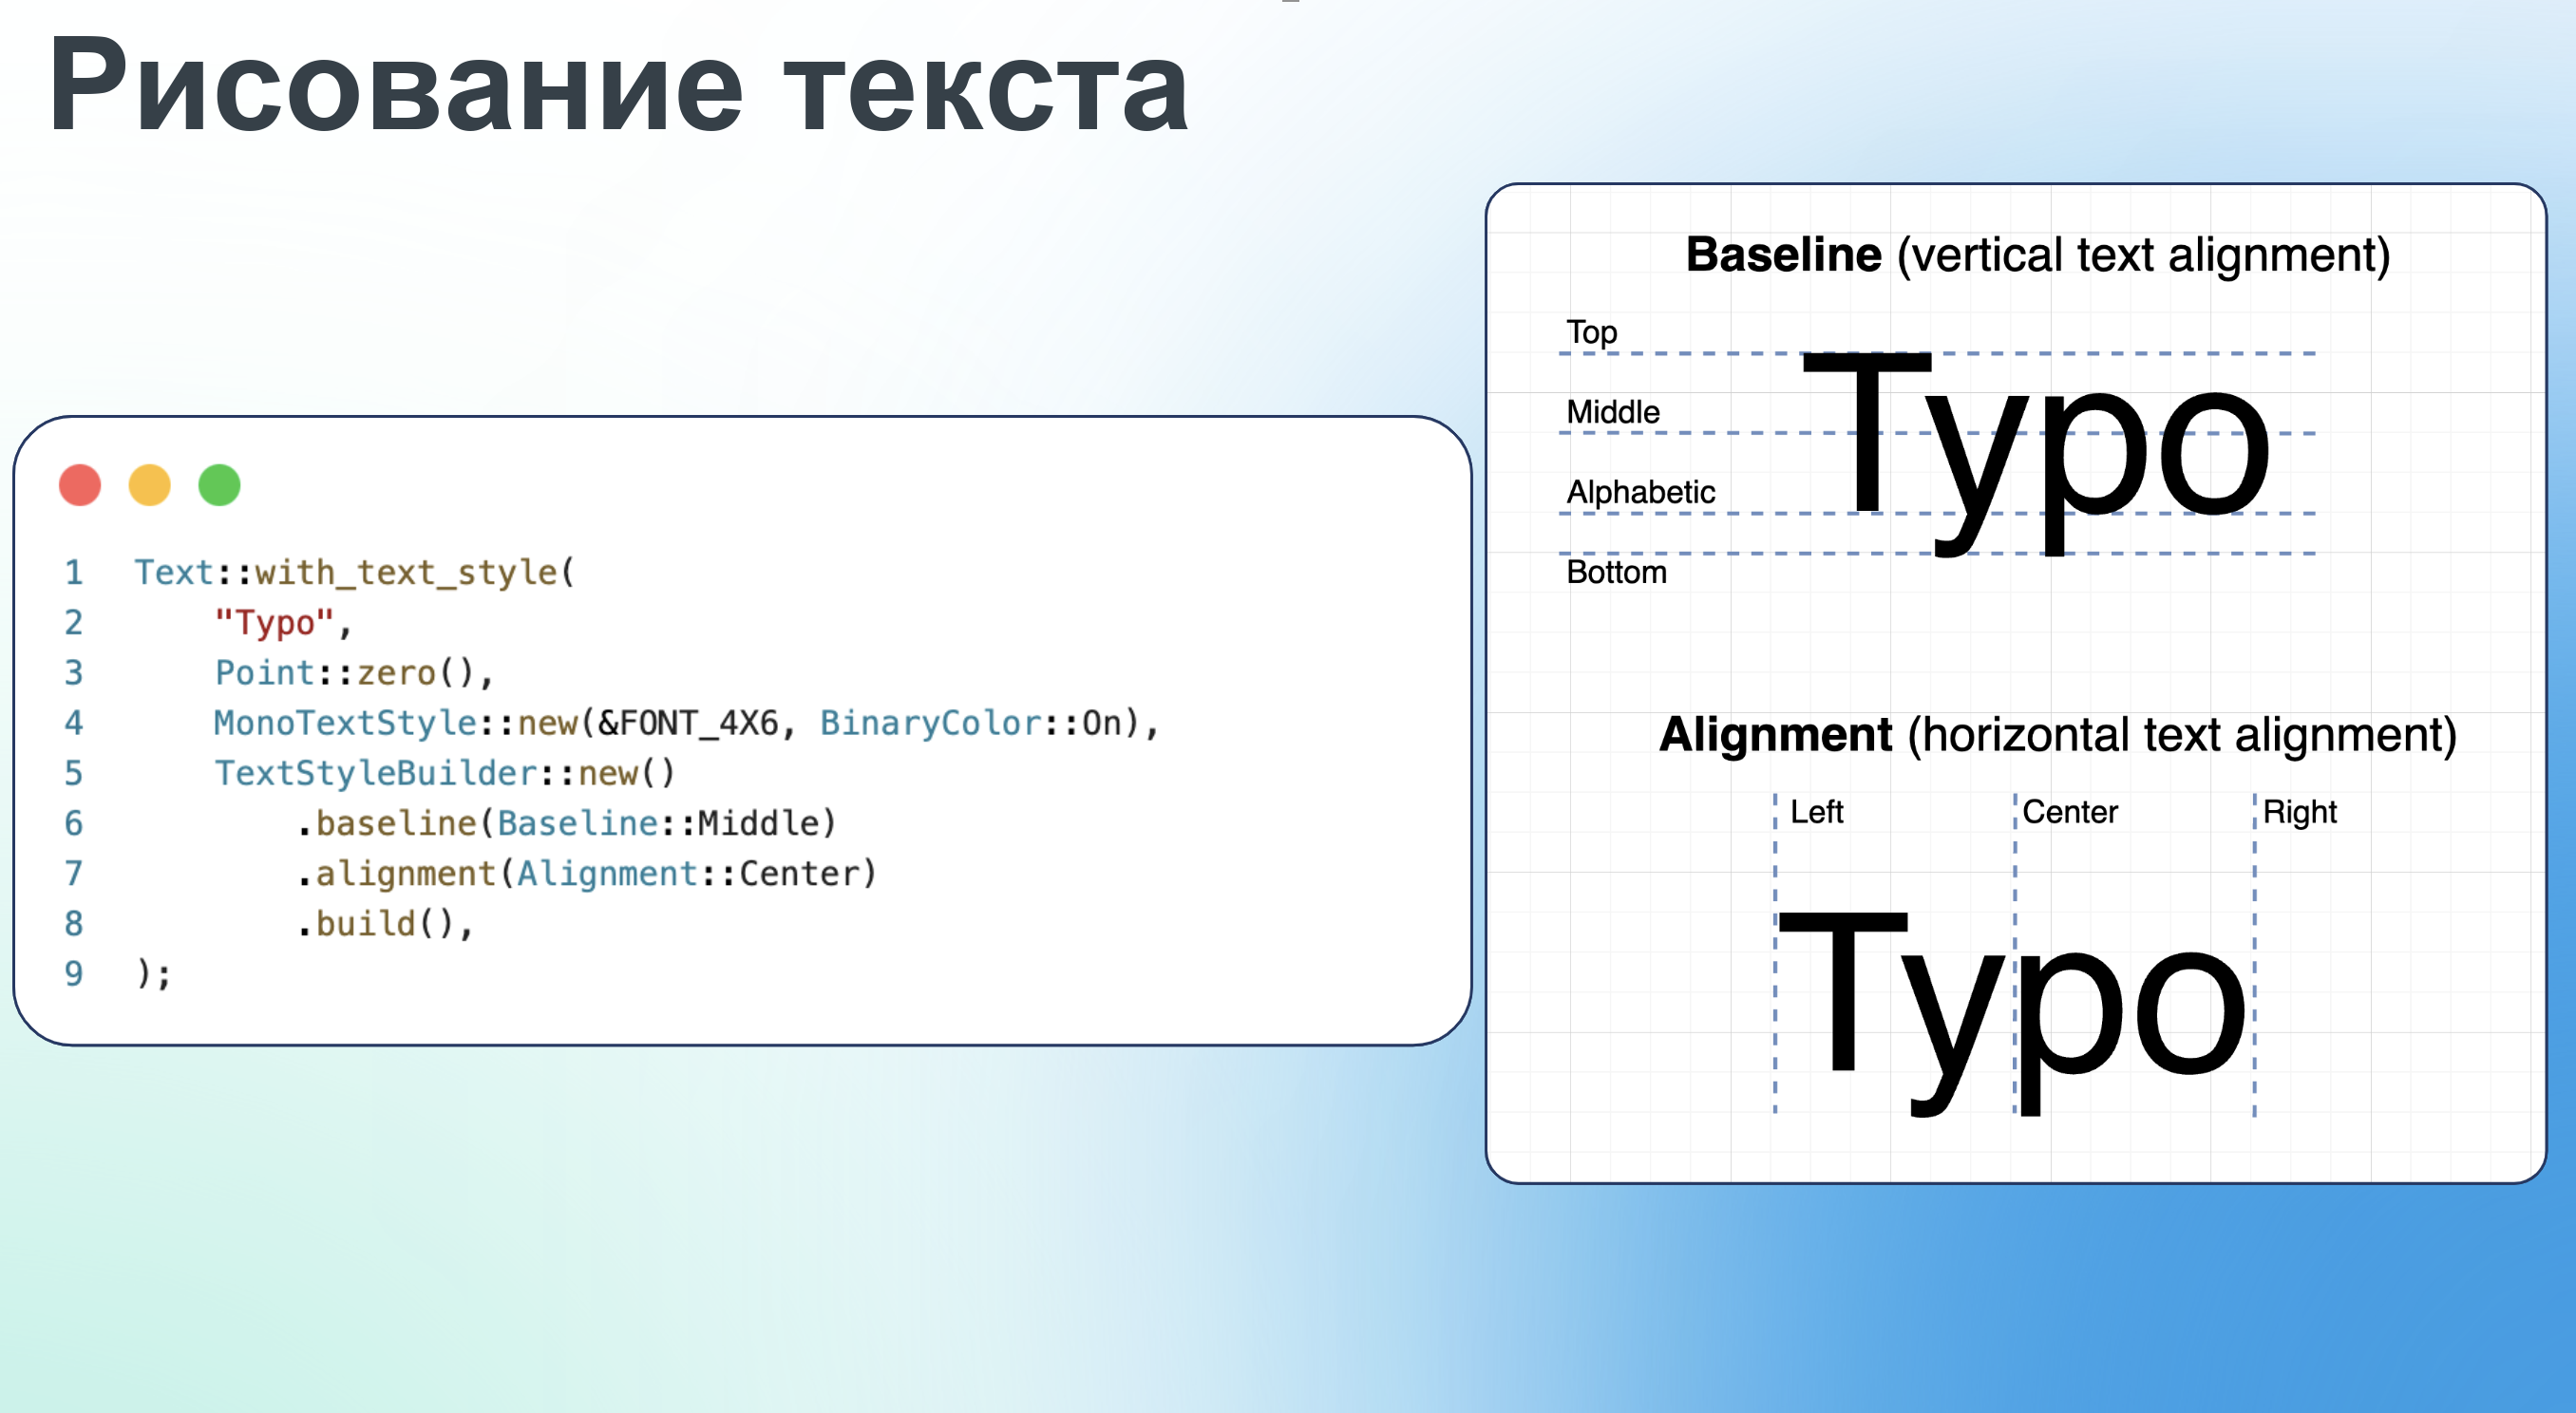 Рисование текста
1 Text::with_text_style(
2 "Typo",
3 Point::zero(),
4 MonoTextStyle::new(&FONT_4X6, BinaryColor::On),
5 TextStyleBuilder::new()
6 .baseline(Baseline::Middle)
7 .alignment(Alignment::Center)
8 .build(),
9 );
Baseline (vertical text alignment)
Top
Middle
Alphabetic
Bottom
Typo
Alignment (horizontal text alignment)
Left Center Right
Typo